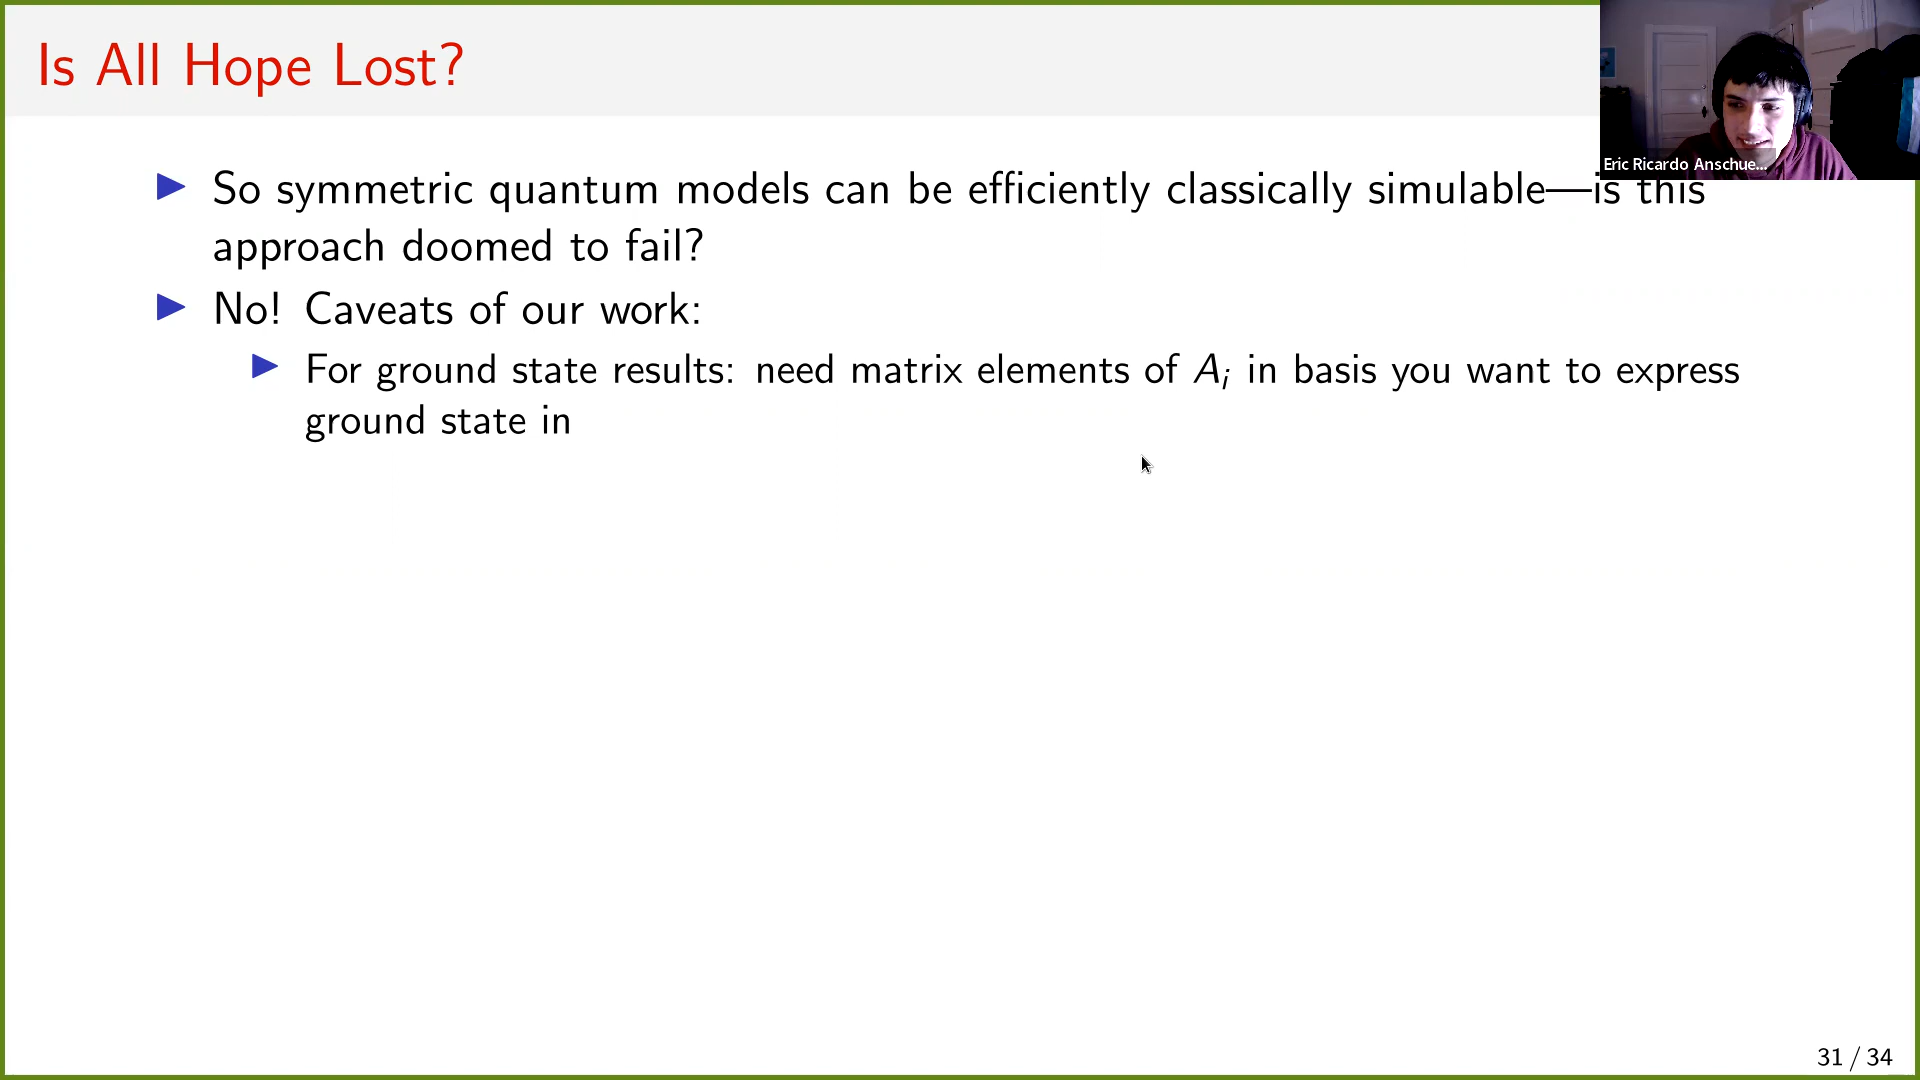 Is All Hope Lost?
Eric Ricardo Anschue...
▶ So symmetric quantum models can be efficiently classically simulable—is this
approach doomed to fail?
▶ No! Caveats of our work:
▶ For ground state results: need matrix elements of A_i in basis you want to express
ground state in
31 / 34